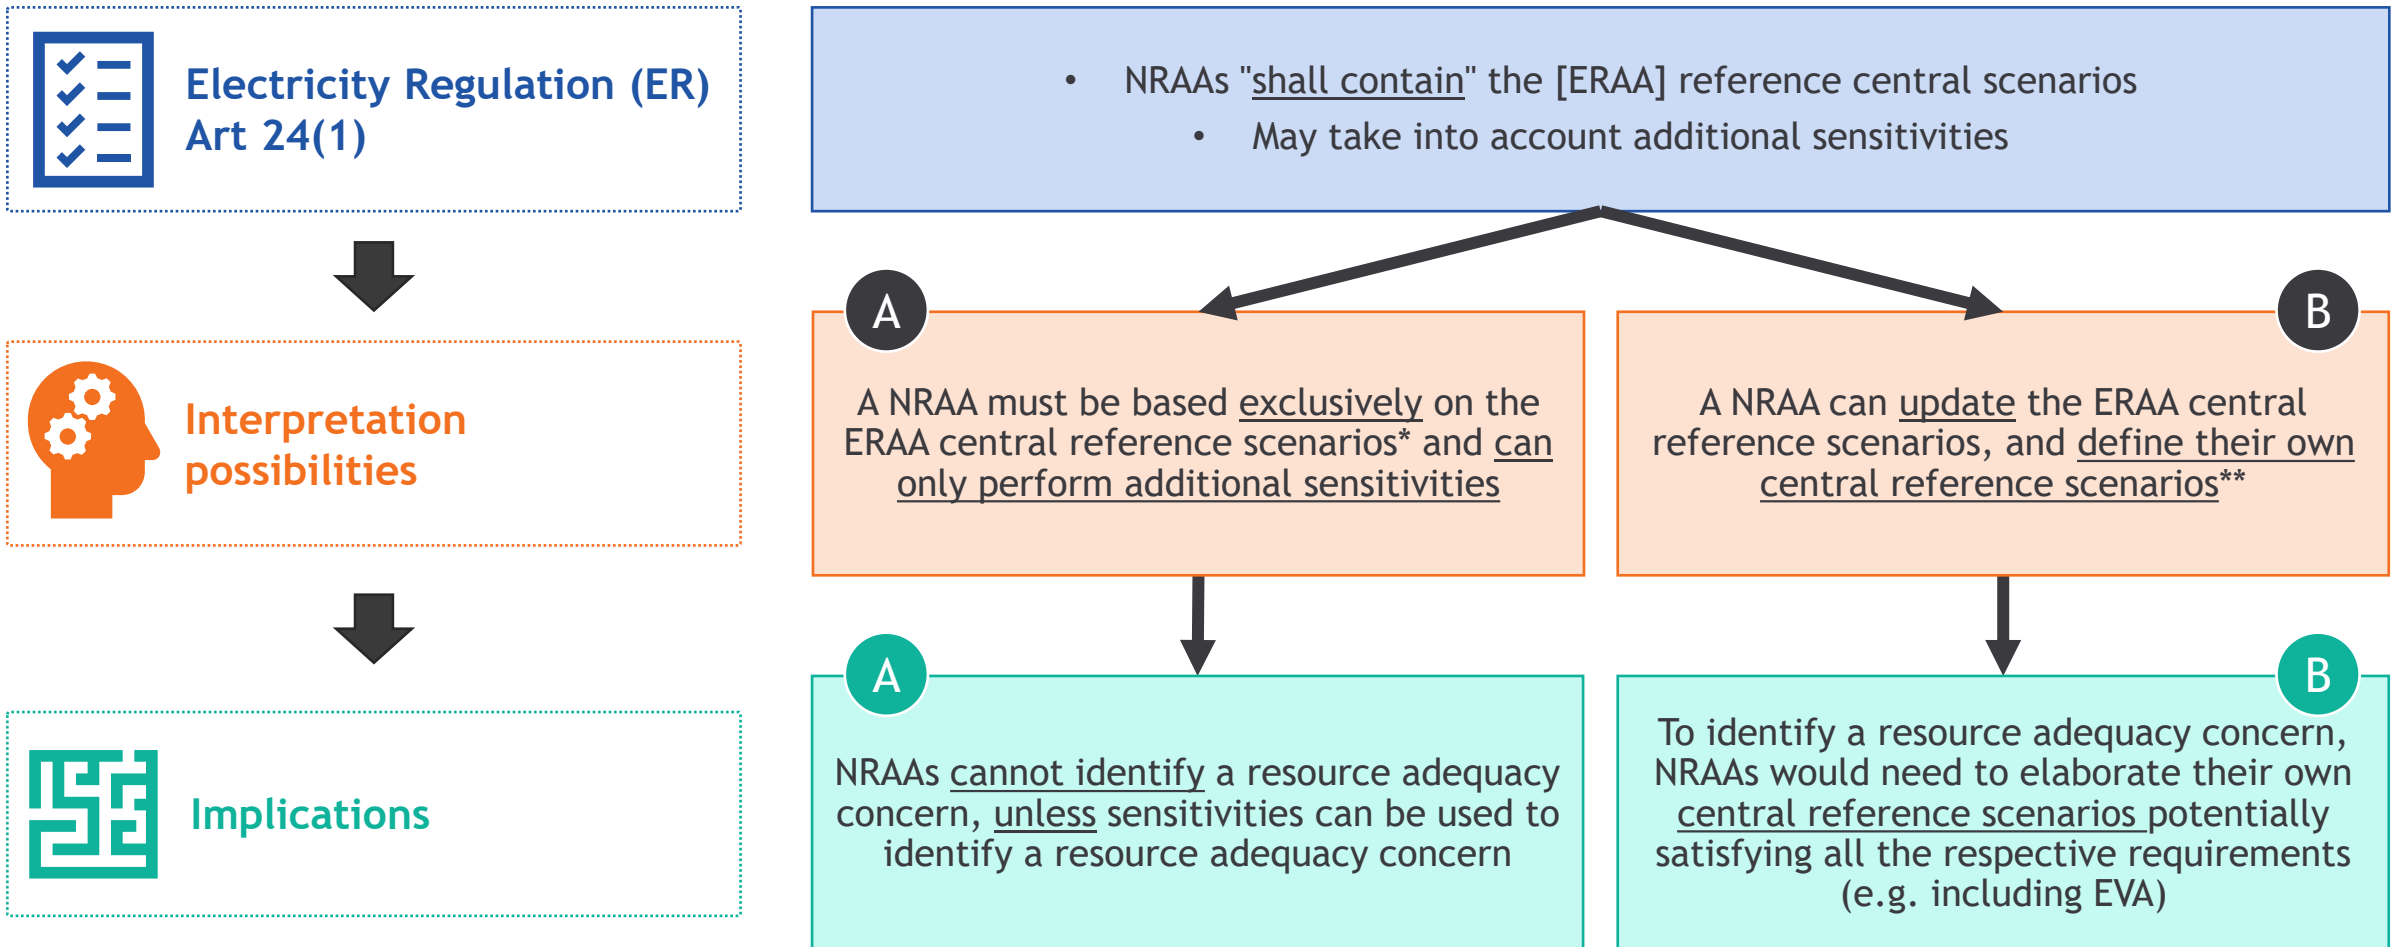 Electricity Regulation (ER)
Art 24(1)
• NRAAs "shall contain" the [ERAA] reference central scenarios
• May take into account additional sensitivities
Interpretation
possibilities
A
A NRAA must be based exclusively on the
ERAA central reference scenarios* and can
only perform additional sensitivities
B
A NRAA can update the ERAA central
reference scenarios, and define their own
central reference scenarios**
Implications
A
NRAAs cannot identify a resource adequacy
concern, unless sensitivities can be used to
identify a resource adequacy concern
B
To identify a resource adequacy concern,
NRAAs would need to elaborate their own
central reference scenarios potentially
satisfying all the respective requirements
(e.g. including EVA)